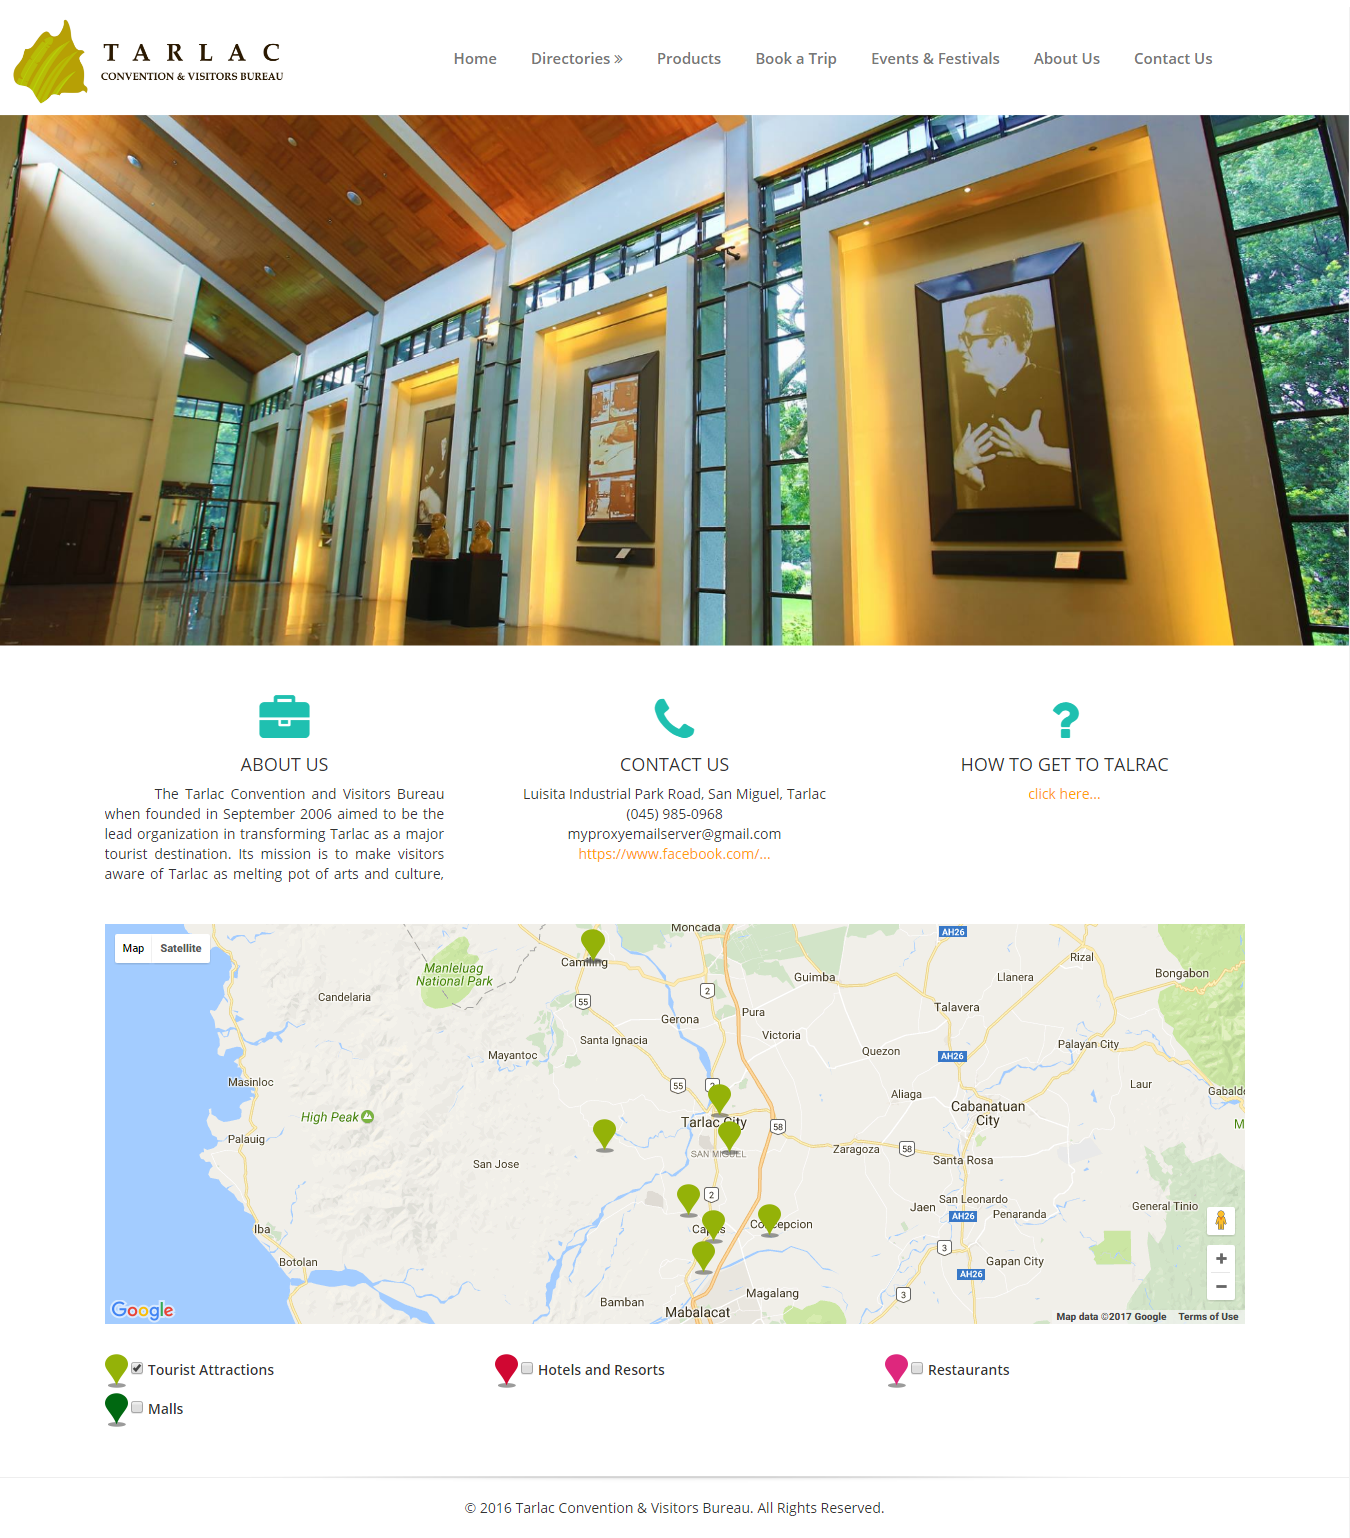 TARLAC
CONVENTION & VISITORS BUREAU
Home
Directories »
Products
Book a Trip
Events & Festivals
About Us
Contact Us
ABOUT US
The Tarlac Convention and Visitors Bureau
when founded in September 2006 aimed to be the
lead organization in transforming Tarlac as a major
tourist destination. Its mission is to make visitors
aware of Tarlac as melting pot of arts and culture,
CONTACT US
Luisita Industrial Park Road, San Miguel, Tarlac
(045) 985-0968
myproxyemailserver@gmail.com
https://www.facebook.com/...
HOW TO GET TO TALRAC
click here...
Map
Satellite
Moncada
AH26
Camiling
Manleluag
National Park
Rizal
Bongabon
Guimba
Llanera
Candelaria
2
55
Talavera
Pura
Gerona
Victoria
Santa Ignacia
Palayan City
Quezon
Mayantoc
AH26
Masinloc
55
2
Laur
Gabaldo
Aliaga
High Peak
Cabanatuan
City
Tarlac City
58
M
Palauig
SAN MIGUEL
Zaragoza
58
Santa Rosa
San Jose
2
San Leonardo
Jaen
General Tinio
AH26
Penaranda
Iba
Capas
Concepcion
3
Botolan
Gapan City
AH26
Bamban
Magalang
3
Mabalacat
Google
Map data ©2017 Google
Terms of Use
Tourist Attractions
Hotels and Resorts
Restaurants
Malls
© 2016 Tarlac Convention & Visitors Bureau. All Rights Reserved.